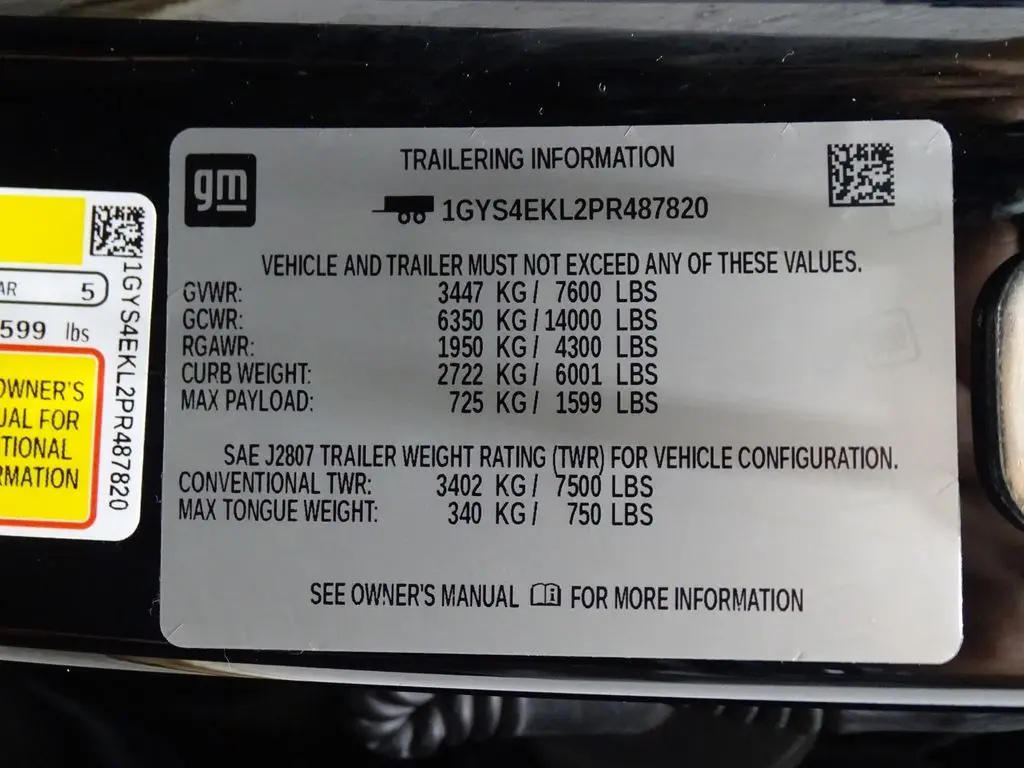 gm
TRAILERING INFORMATION
1GYS4EKL2PR487820
VEHICLE AND TRAILER MUST NOT EXCEED ANY OF THESE VALUES.
GVWR: 3447 KG/ 7600 LBS
GCWR: 6350 KG/14000 LBS
RGAWR: 1950 KG/ 4300 LBS
CURB WEIGHT: 2722 KG/ 6001 LBS
MAX PAYLOAD: 725 KG/ 1599 LBS
SAE J2807 TRAILER WEIGHT RATING (TWR) FOR VEHICLE CONFIGURATION.
CONVENTIONAL TWR: 3402 KG/ 7500 LBS
MAX TONGUE WEIGHT: 340 KG/ 750 LBS
SEE OWNER'S MANUAL FOR MORE INFORMATION
AR 5
599 lbs
OWNER'S
UAL FOR
TIONAL
RMATION
1GYS4EKL2PR487820